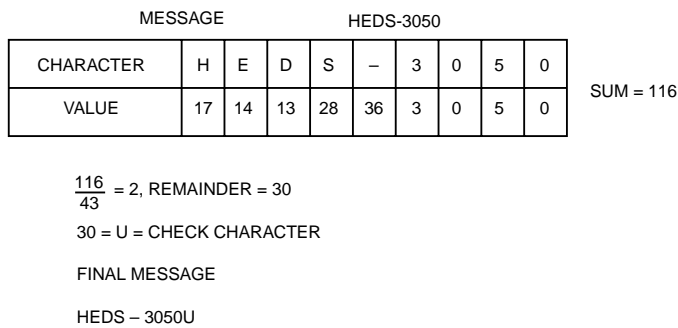 MESSAGE HEDS-3050
CHARACTER H E D S – 3 0 5 0
VALUE 17 14 13 28 36 3 0 5 0
SUM = 116
116
43
= 2, REMAINDER = 30
30 = U = CHECK CHARACTER
FINAL MESSAGE
HEDS – 3050U